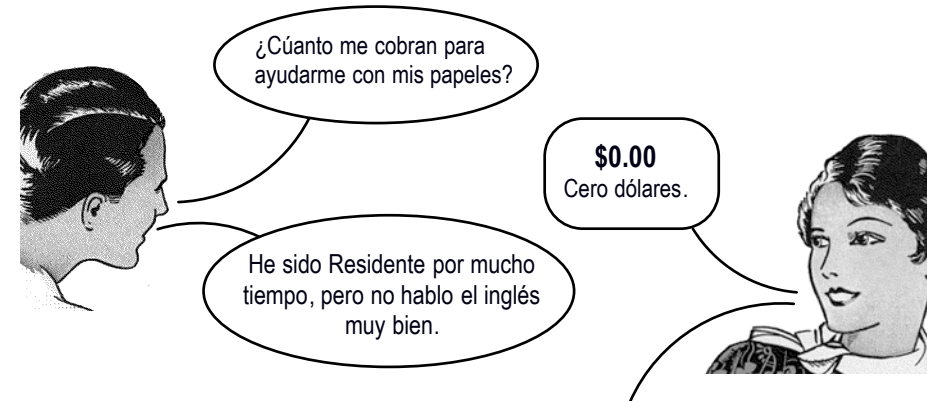 ¿Cúanto me cobran para
ayudarme con mis papeles?
$0.00
Cero dólares.
He sido Residente por mucho
tiempo, pero no hablo el inglés
muy bien.